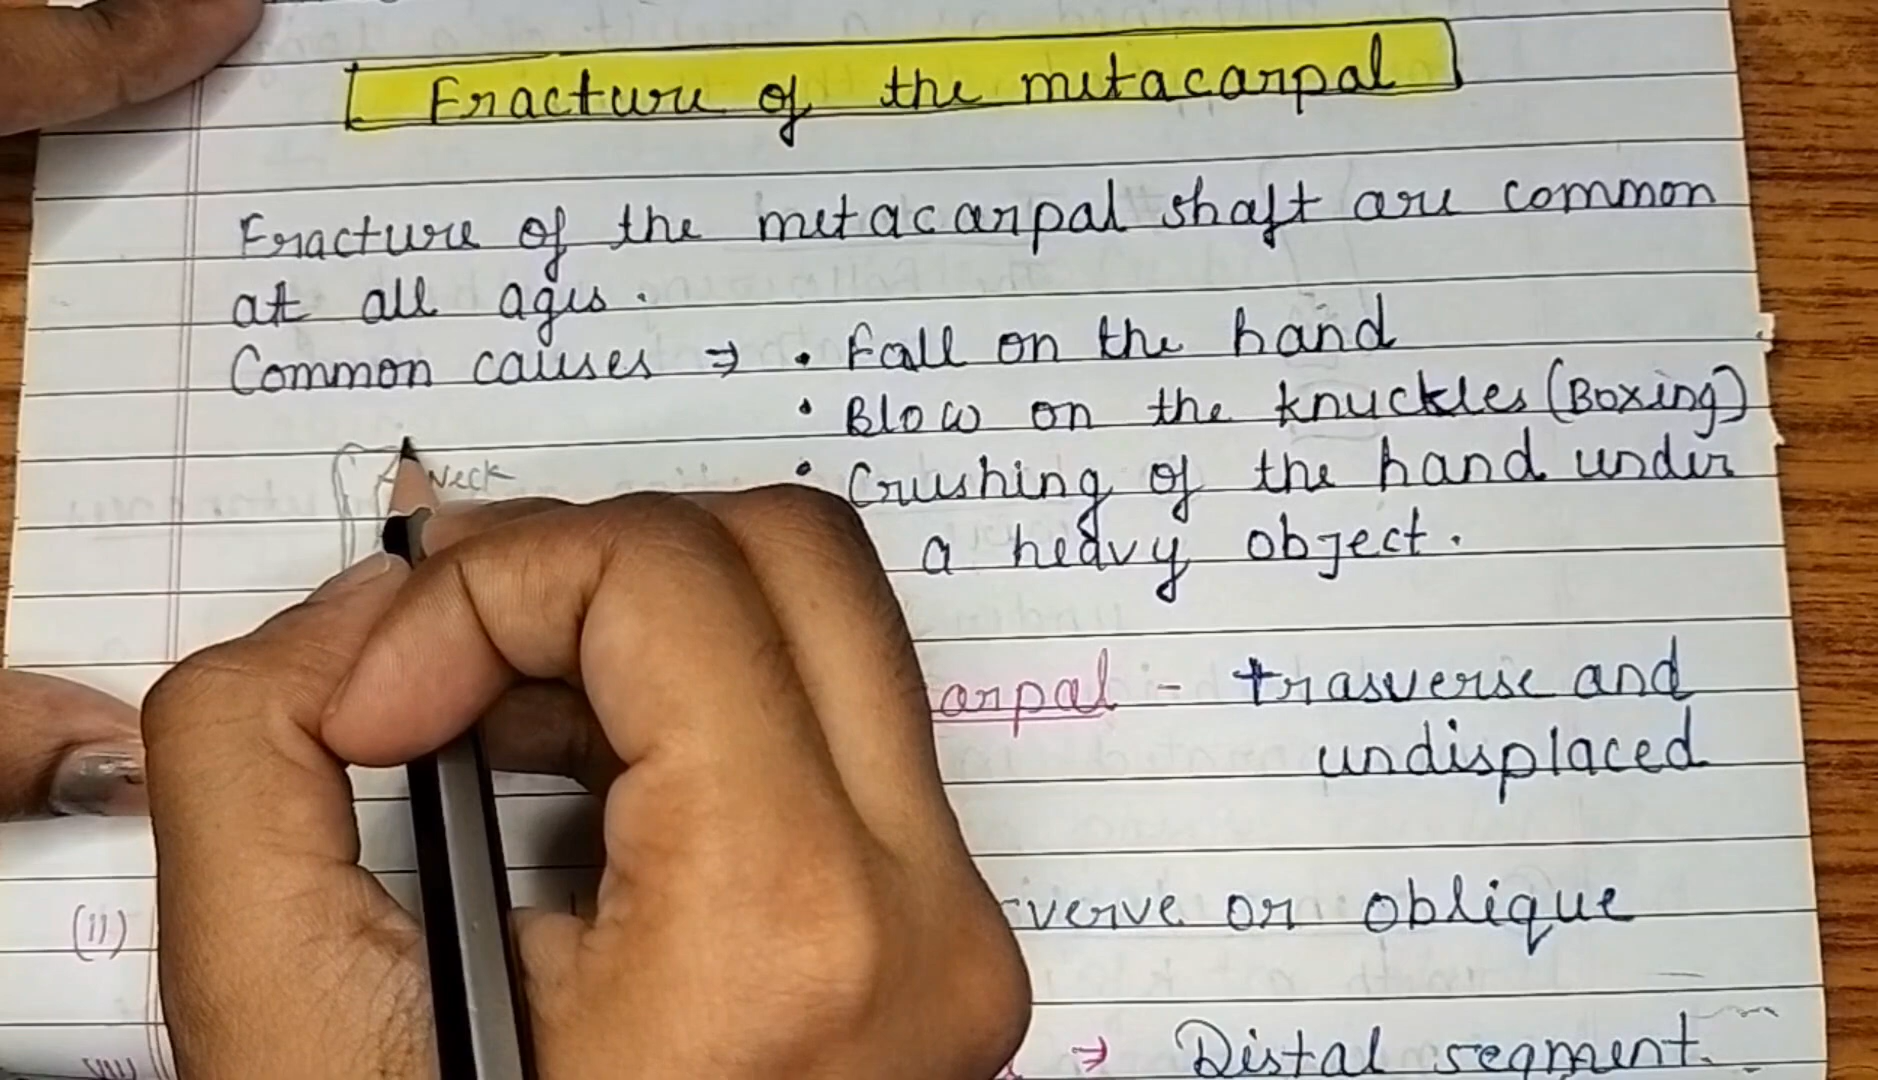 Fracture of the metacarpal
Fracture of the metacarpal shaft are common
at all ages.
Common causes ⇒ • Fall on the hand
• Blow on the knuckles (Boxing)
Neck
• Crushing of the hand under
a heavy object.
arpal - trasverse and
undisplaced
(ii) verve or oblique
⇒ Distal segment